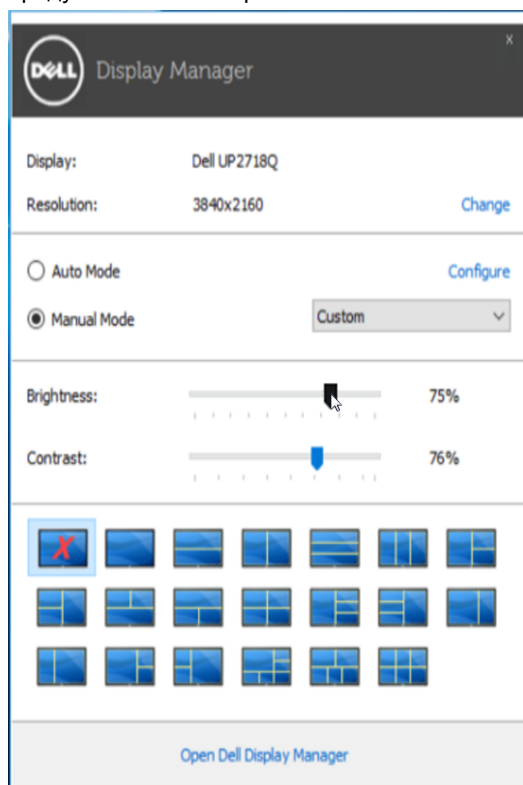 DELL Display Manager x
Display: Dell UP2718Q
Resolution: 3840x2160 Change
Auto Mode Configure
Manual Mode Custom
Brightness: 75%
Contrast: 76%
Open Dell Display Manager